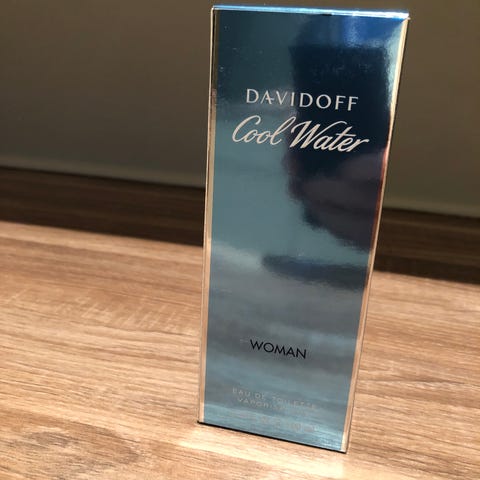 DAVIDOFF
Cool Water
WOMAN
EAU DE TOILETTE